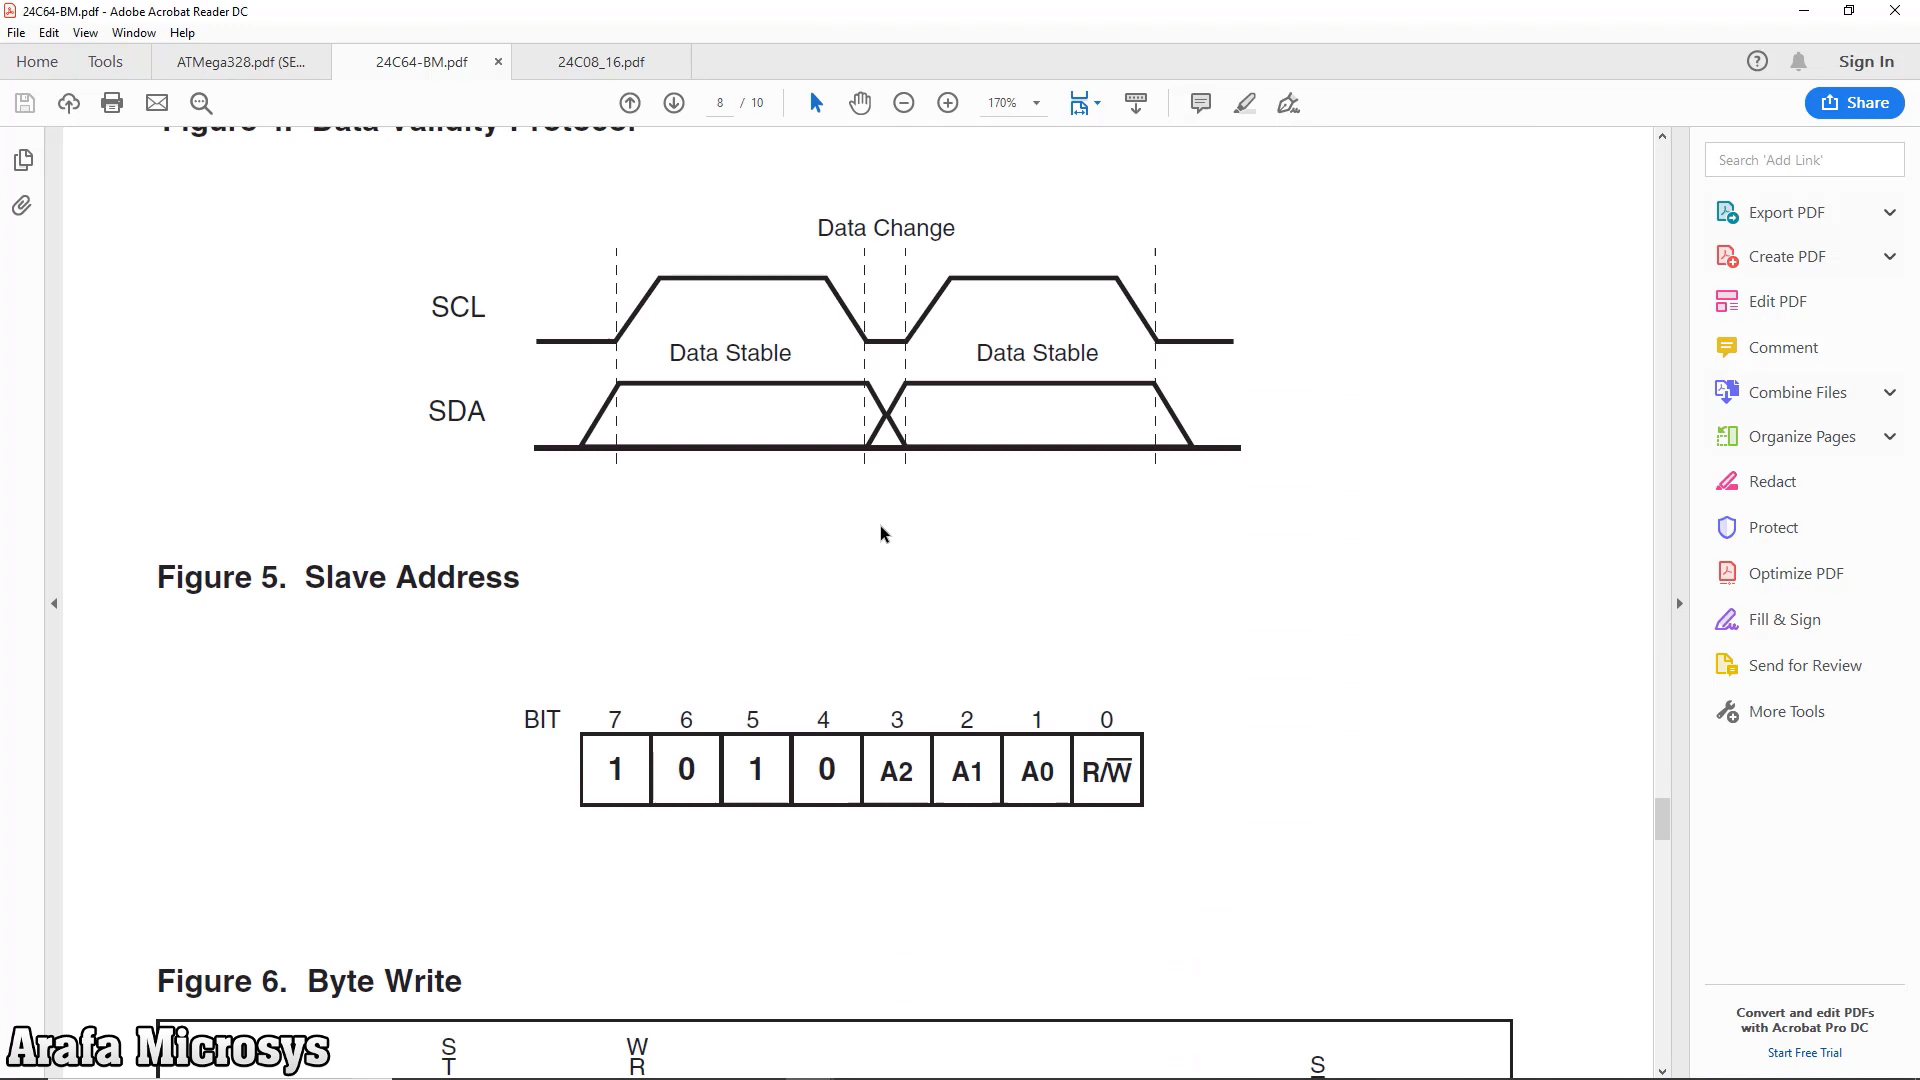 24C64-BM.pdf - Adobe Acrobat Reader DC
File Edit View Window Help
Home Tools ATMega328.pdf (SE... 24C64-BM.pdf × 24C08_16.pdf Sign In
8 / 10 170% Share
Figure 4. Data Validity Protocol
Search 'Add Link'
Export PDF
Create PDF
Edit PDF
Comment
Combine Files
Organize Pages
Redact
Protect
Optimize PDF
Fill & Sign
Send for Review
More Tools
Convert and edit PDFs
with Acrobat Pro DC
Start Free Trial
Data Change
SCL
Data Stable Data Stable
SDA
Figure 5. Slave Address
BIT 7 6 5 4 3 2 1 0
1 0 1 0 A2 A1 A0 R/W̅
Figure 6. Byte Write
S W
T R S
Arafa Microsys